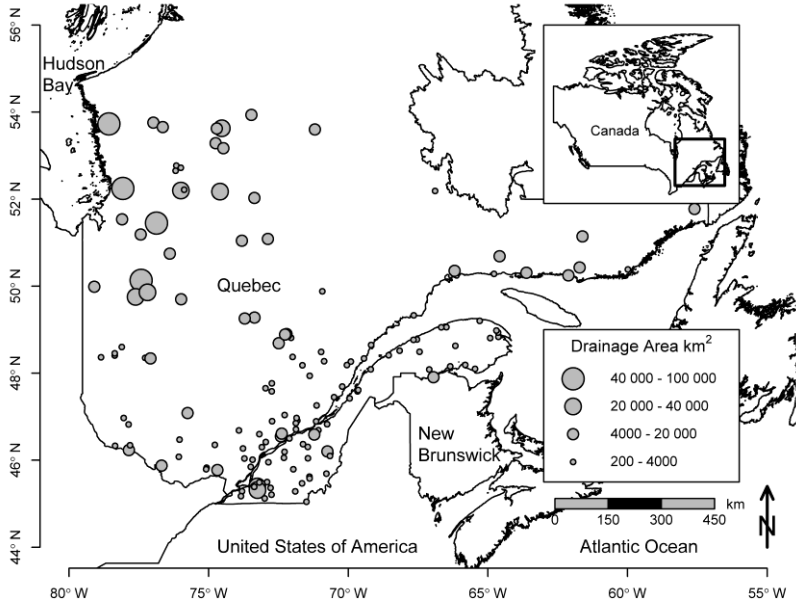 56° N
54° N
52° N
50° N
48° N
46° N
44° N
Hudson
Bay
Canada
Quebec
Drainage Area km²
40 000 - 100 000
20 000 - 40 000
4000 - 20 000
200 - 4000
New
Brunswick
km
0 150 300 450
N
United States of America
Atlantic Ocean
80° W 75° W 70° W 65° W 60° W 55° W